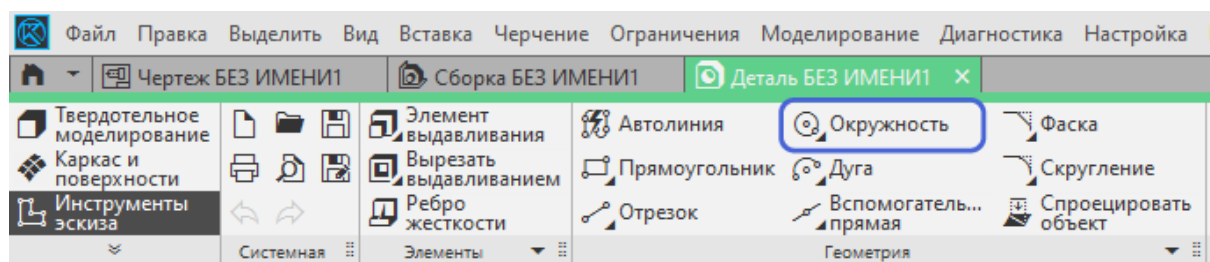 Файл Правка Выделить Вид Вставка Черчение Ограничения Моделирование Диагностика Настройка
Чертеж БЕЗ ИМЕНИ1 Сборка БЕЗ ИМЕНИ1 Деталь БЕЗ ИМЕНИ1
Твердотельное
моделирование
Каркас и
поверхности
Инструменты
эскиза
Системная
Элемент
выдавливания
Вырезать
выдавливанием
Ребро
жесткости
Элементы
Автолиния
Прямоугольник
Отрезок
Окружность
Дуга
Вспомогатель...
прямая
Фаска
Скругление
Спроецировать
объект
Геометрия